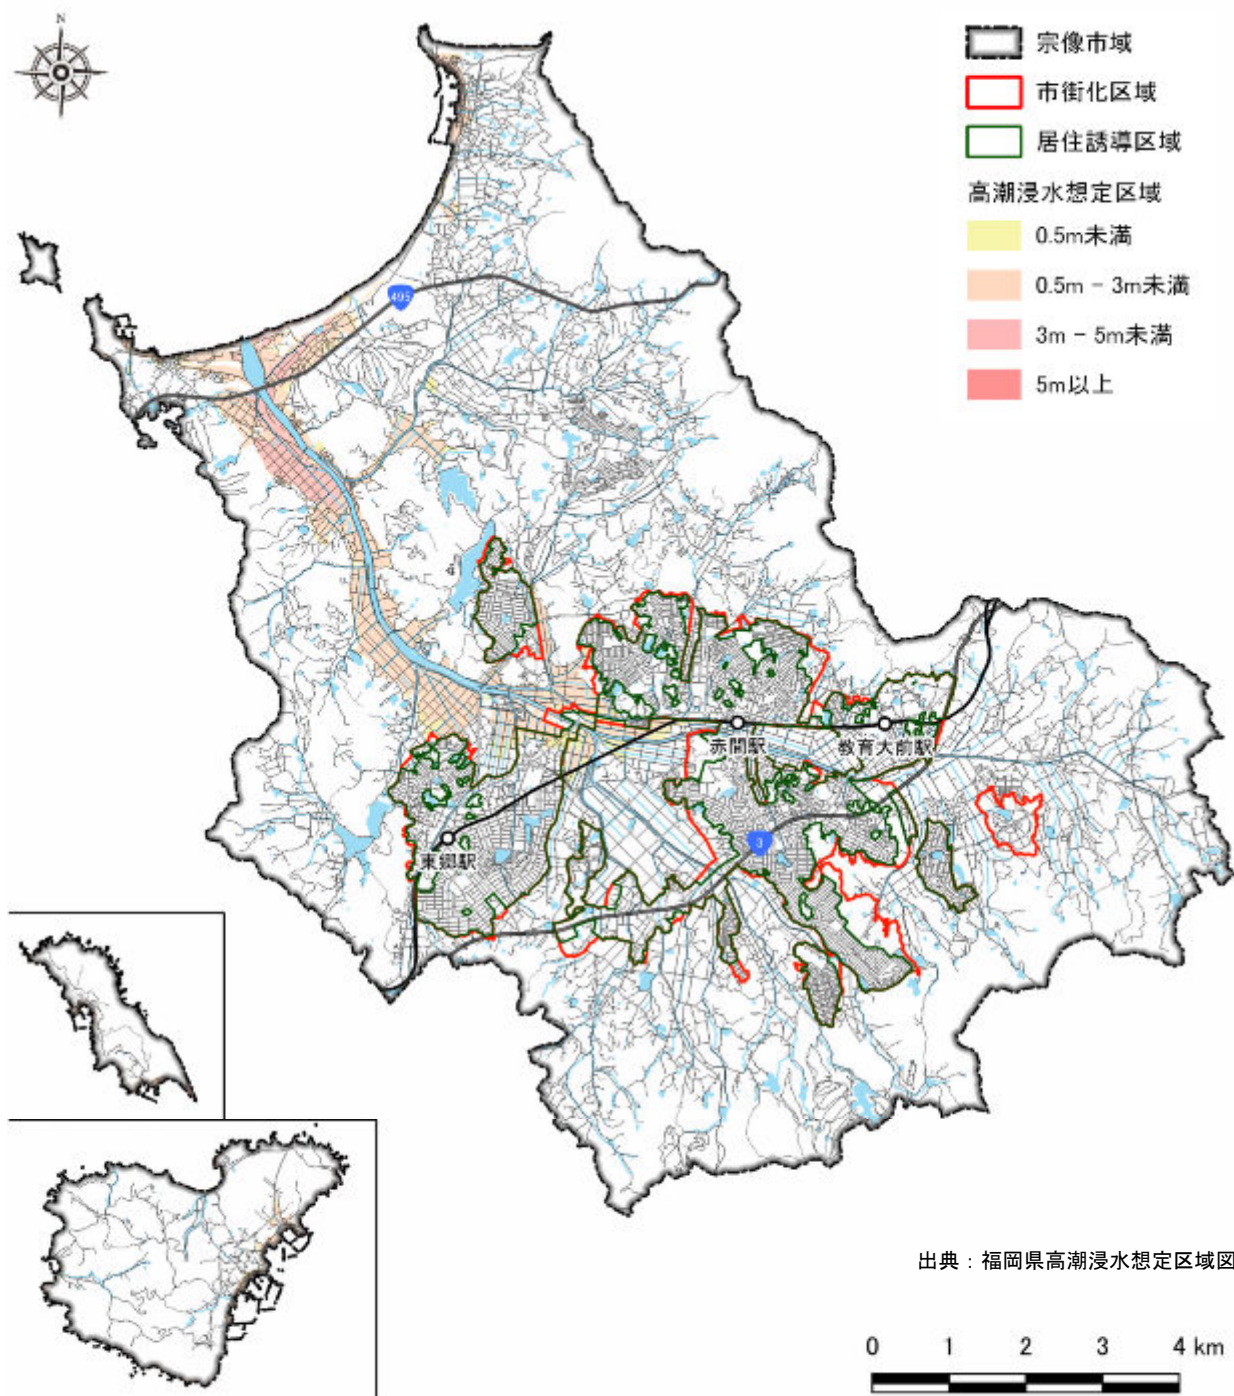 N
宗像市域
市街化区域
居住誘導区域
高潮浸水想定区域
0.5m未満
0.5m - 3m未満
3m - 5m未満
5m以上
495
赤間駅
教育大前駅
東郷駅
3
出典：福岡県高潮浸水想定区域図
0 1 2 3 4 km